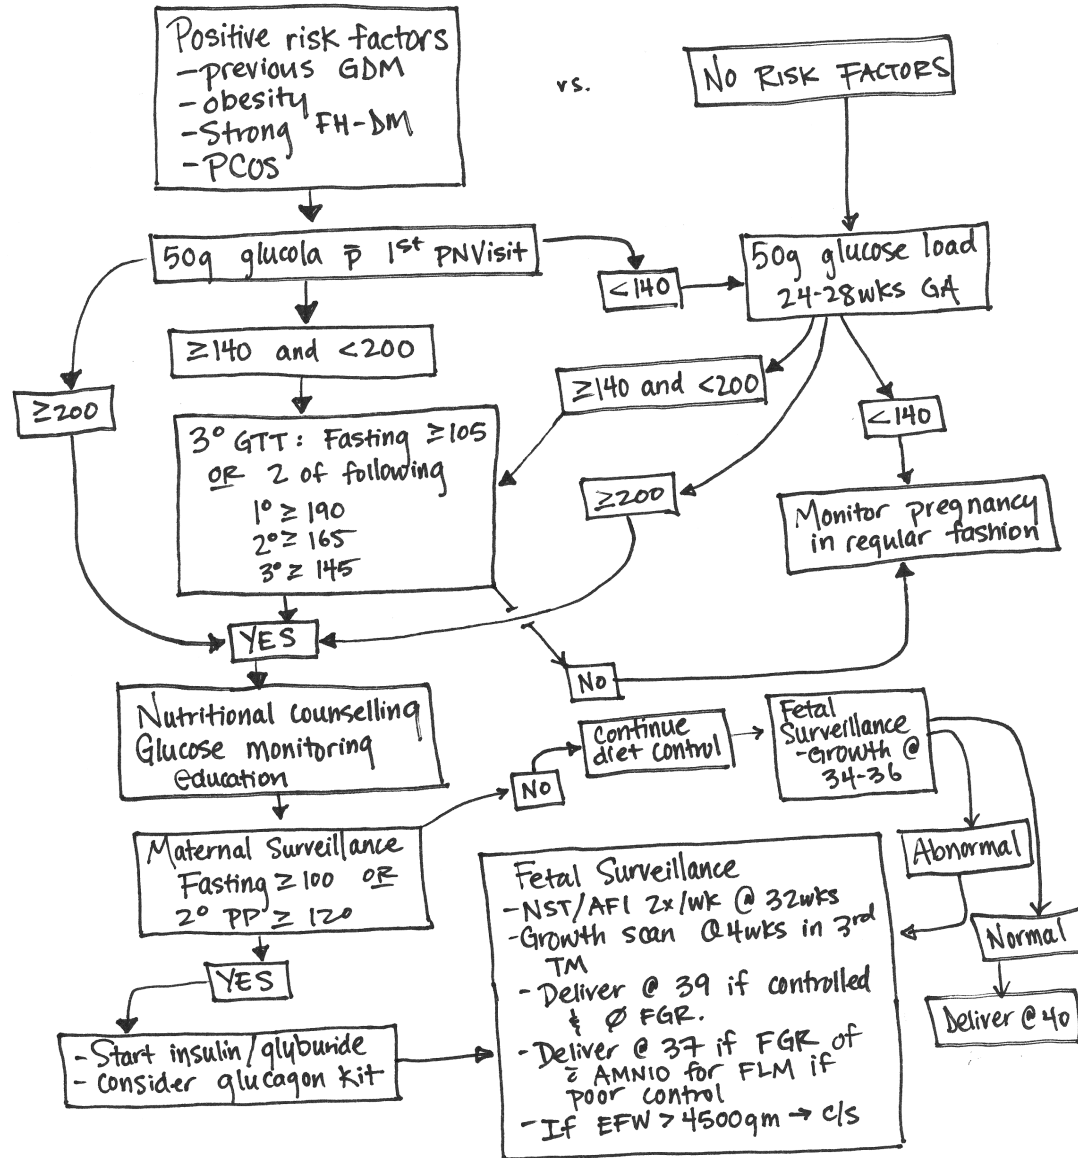 Positive risk factors
-previous GDM
-obesity
-Strong FH-DM
-PCOS
vs.
NO RISK FACTORS
50g glucola p̄ 1st PNVisit
<140
50g glucose load
24-28wks GA
≥140 and <200
≥200
≥140 and <200
<140
3° GTT: Fasting ≥105
OR 2 of following
1° ≥ 190
2° ≥ 165
3° ≥ 145
≥200
Monitor pregnancy
in regular fashion
YES
No
Nutritional counselling
Glucose monitoring
education
NO
continue
diet control
Fetal
Surveillance
-Growth @
34-36
Maternal Surveillance
Fasting ≥100 OR
2° PP ≥ 120
Abnormal
Normal
Deliver @ 40
YES
-Start insulin/glyburide
-consider glucagon kit
Fetal Surveillance
-NST/AFI 2x/wk @ 32wks
-Growth scan Q4wks in 3rd
TM
-Deliver @ 39 if controlled
& Ø FGR.
-Deliver @ 37 if FGR of
c̄ AMNIO for FLM if
poor control
-If EFW > 4500gm → c/s